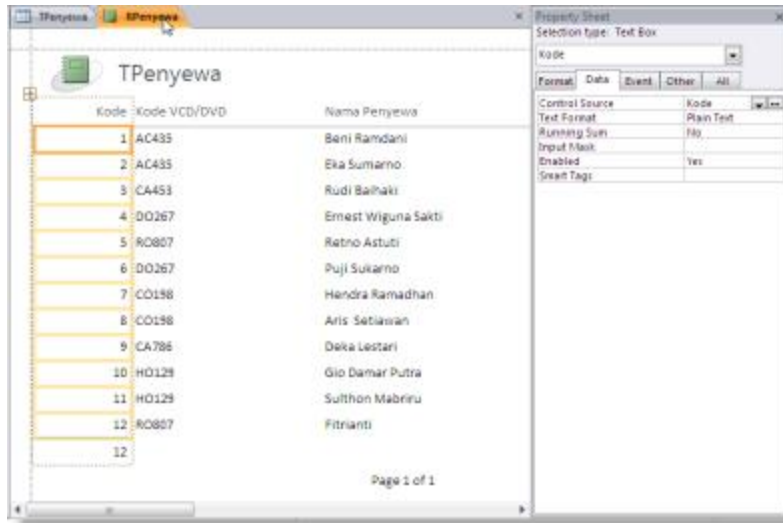 TPenyewa RPenyewa
TPenyewa
Kode Kode VCD/DVD Nama Penyewa
1 AC435 Beni Ramdani
2 AC435 Eka Sumarno
3 CA453 Rudi Baihaki
4 DO267 Ernest Wiguna Sakti
5 RO807 Retno Astuti
6 DO267 Puji Sukarno
7 CO198 Hendra Ramadhan
8 CO198 Aris Setiawan
9 CA786 Deka Lestari
10 HO129 Gio Damar Putra
11 HO129 Sulthon Mabriru
12 RO807 Fitrianti
12
Page 1 of 1
Property Sheet
Selection type: Text Box
Kode
Format Data Event Other All
Control Source Kode
Text Format Plain Text
Running Sum No
Input Mask
Enabled Yes
Smart Tags